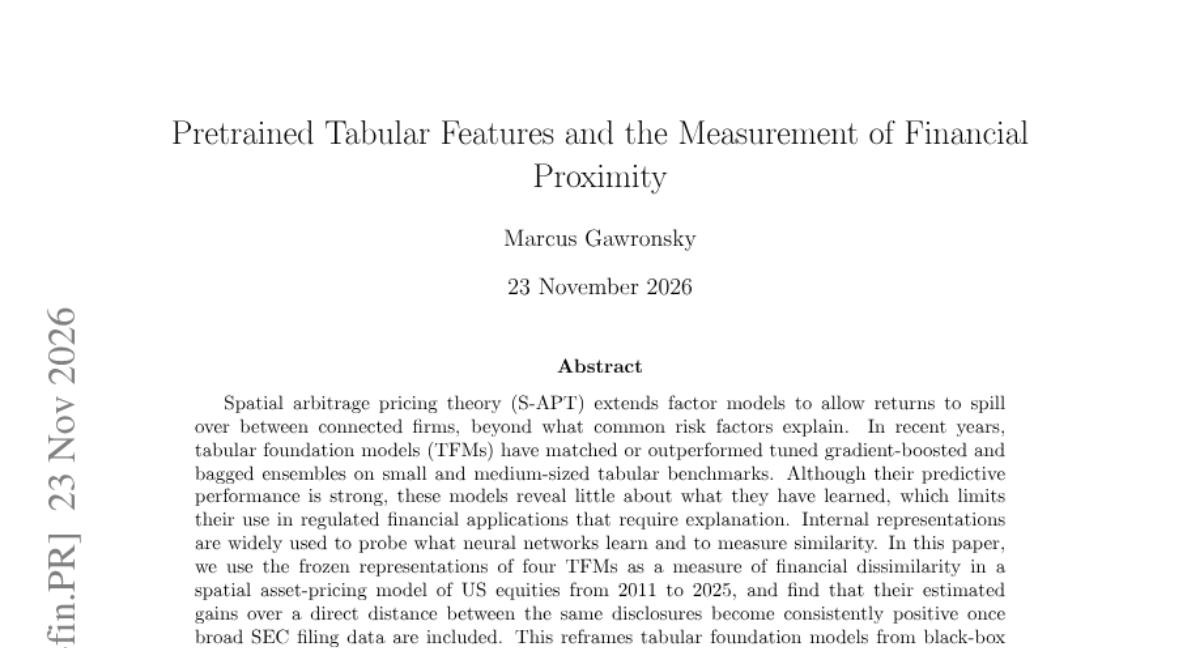 Pretrained Tabular Features and the Measurement of Financial
Proximity
Marcus Gawronsky
23 November 2026
Abstract
Spatial arbitrage pricing theory (S-APT) extends factor models to allow returns to spill
over between connected firms, beyond what common risk factors explain. In recent years,
tabular foundation models (TFMs) have matched or outperformed tuned gradient-boosted and
bagged ensembles on small and medium-sized tabular benchmarks. Although their predictive
performance is strong, these models reveal little about what they have learned, which limits
their use in regulated financial applications that require explanation. Internal representations
are widely used to probe what neural networks learn and to measure similarity. In this paper,
we use the frozen representations of four TFMs as a measure of financial dissimilarity in a
spatial asset-pricing model of US equities from 2011 to 2025, and find that their estimated
gains over a direct distance between the same disclosures become consistently positive once
broad SEC filing data are included. This reframes tabular foundation models from black-box
fin.PR] 23 Nov 2026